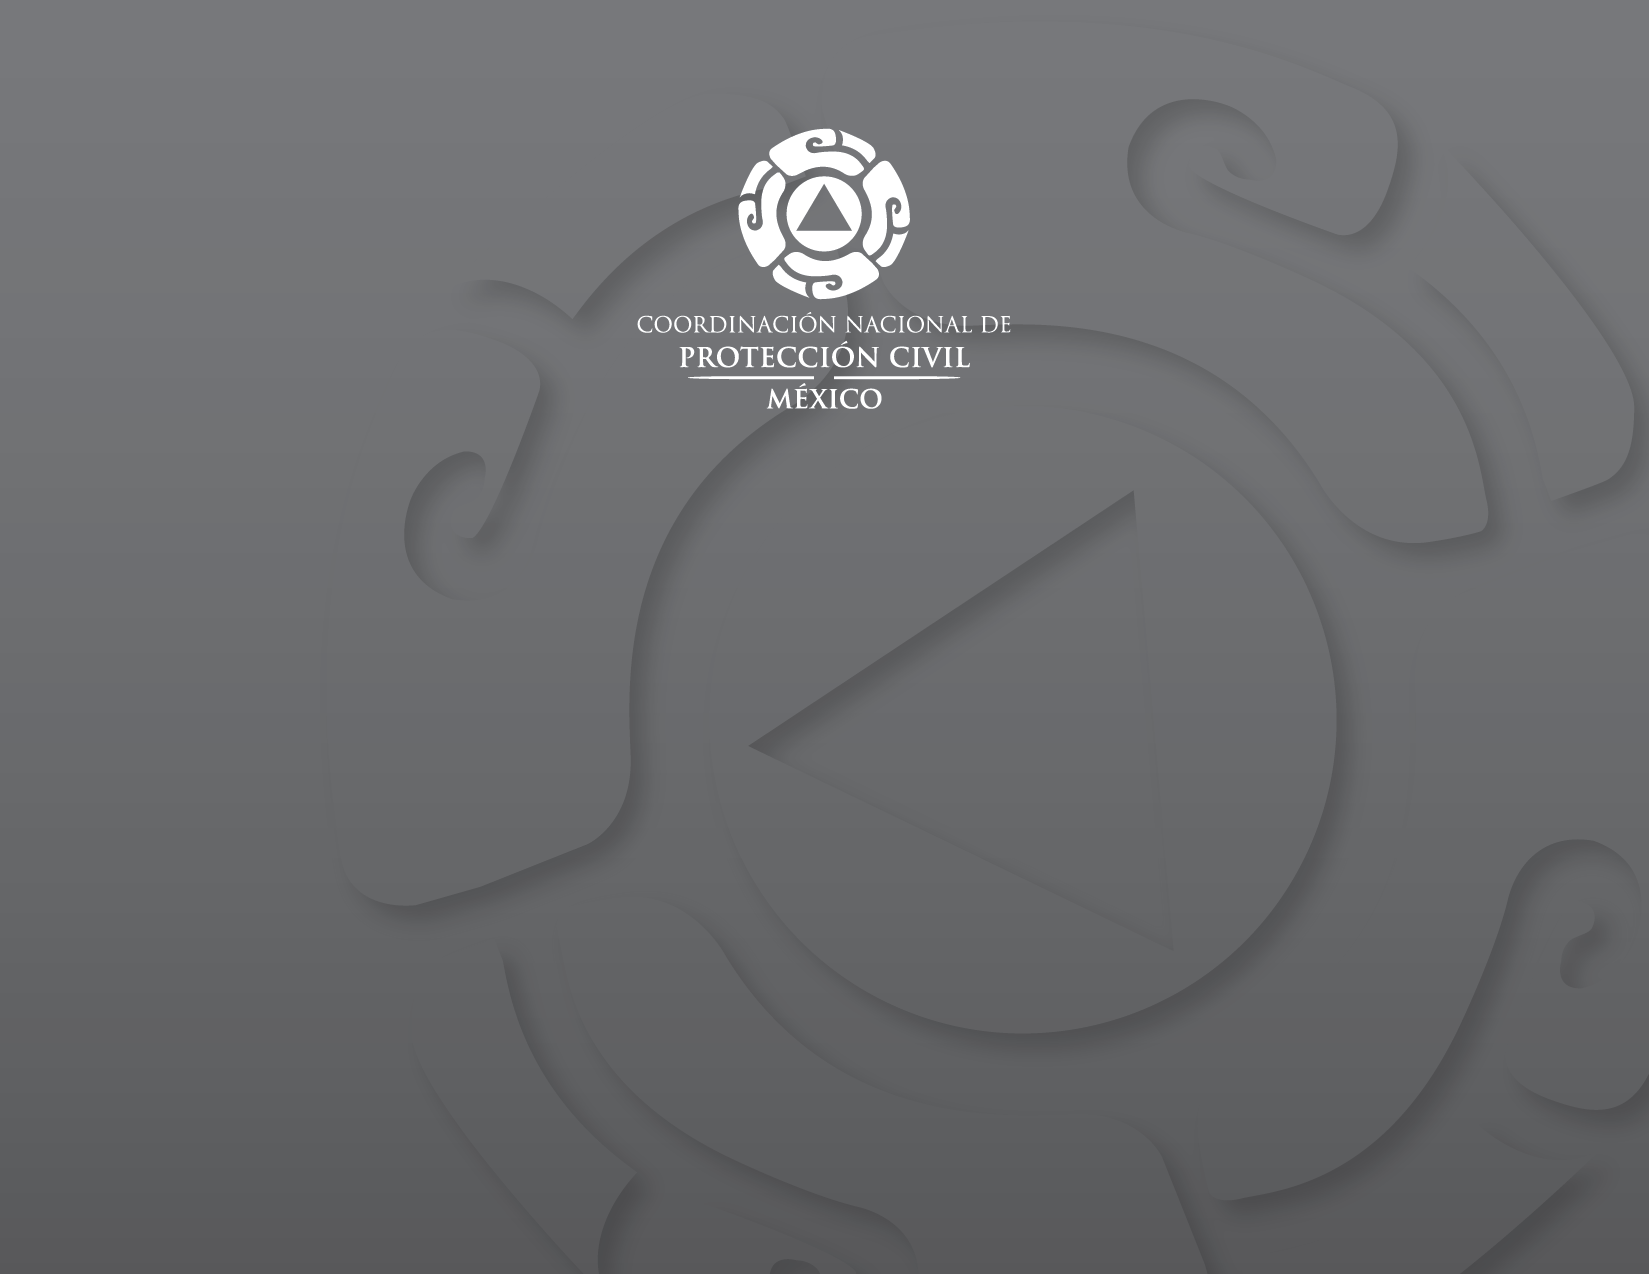 COORDINACIÓN NACIONAL DE
PROTECCIÓN CIVIL
MÉXICO